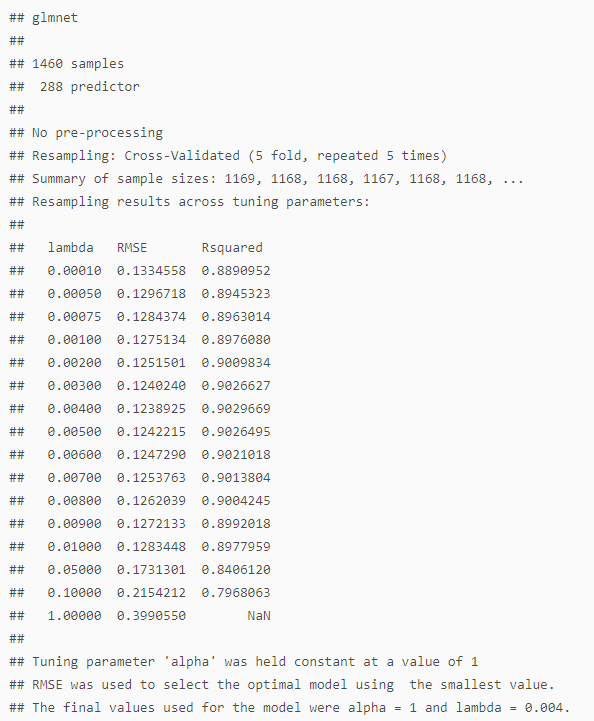 ## glmnet
##
## 1460 samples
##  288 predictor
##
## No pre-processing
## Resampling: Cross-Validated (5 fold, repeated 5 times)
## Summary of sample sizes: 1169, 1168, 1168, 1167, 1168, 1168, ...
## Resampling results across tuning parameters:
##
##   lambda   RMSE       Rsquared
##   0.00010  0.1334558  0.8890952
##   0.00050  0.1296718  0.8945323
##   0.00075  0.1284374  0.8963014
##   0.00100  0.1275134  0.8976080
##   0.00200  0.1251501  0.9009834
##   0.00300  0.1240240  0.9026627
##   0.00400  0.1238925  0.9029669
##   0.00500  0.1242215  0.9026495
##   0.00600  0.1247290  0.9021018
##   0.00700  0.1253763  0.9013804
##   0.00800  0.1262039  0.9004245
##   0.00900  0.1272133  0.8992018
##   0.01000  0.1283448  0.8977959
##   0.05000  0.1731301  0.8406120
##   0.10000  0.2154212  0.7968063
##   1.00000  0.3990550        NaN
##
## Tuning parameter 'alpha' was held constant at a value of 1
## RMSE was used to select the optimal model using  the smallest value.
## The final values used for the model were alpha = 1 and lambda = 0.004.